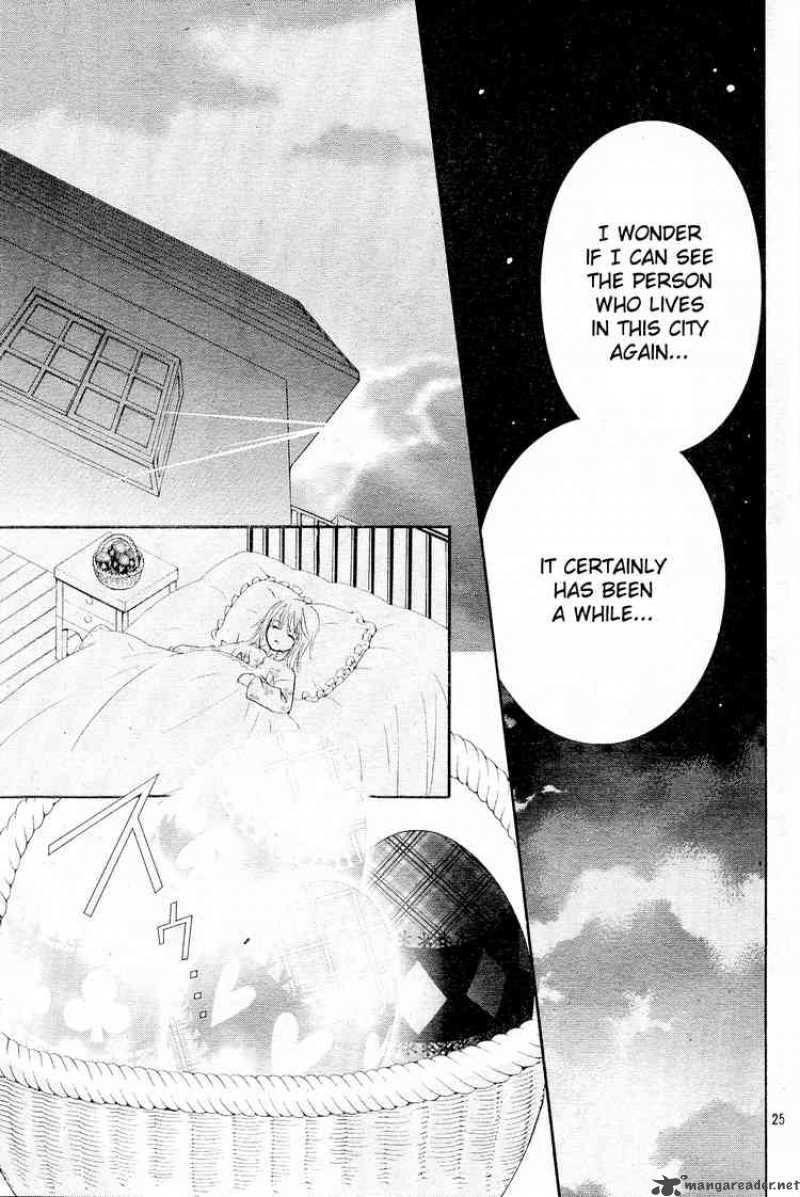 I WONDER
IF I CAN SEE
THE PERSON
WHO LIVES
IN THIS CITY
AGAIN...
IT CERTAINLY
HAS BEEN
A WHILE...
スゥ...
25
mangareader.net